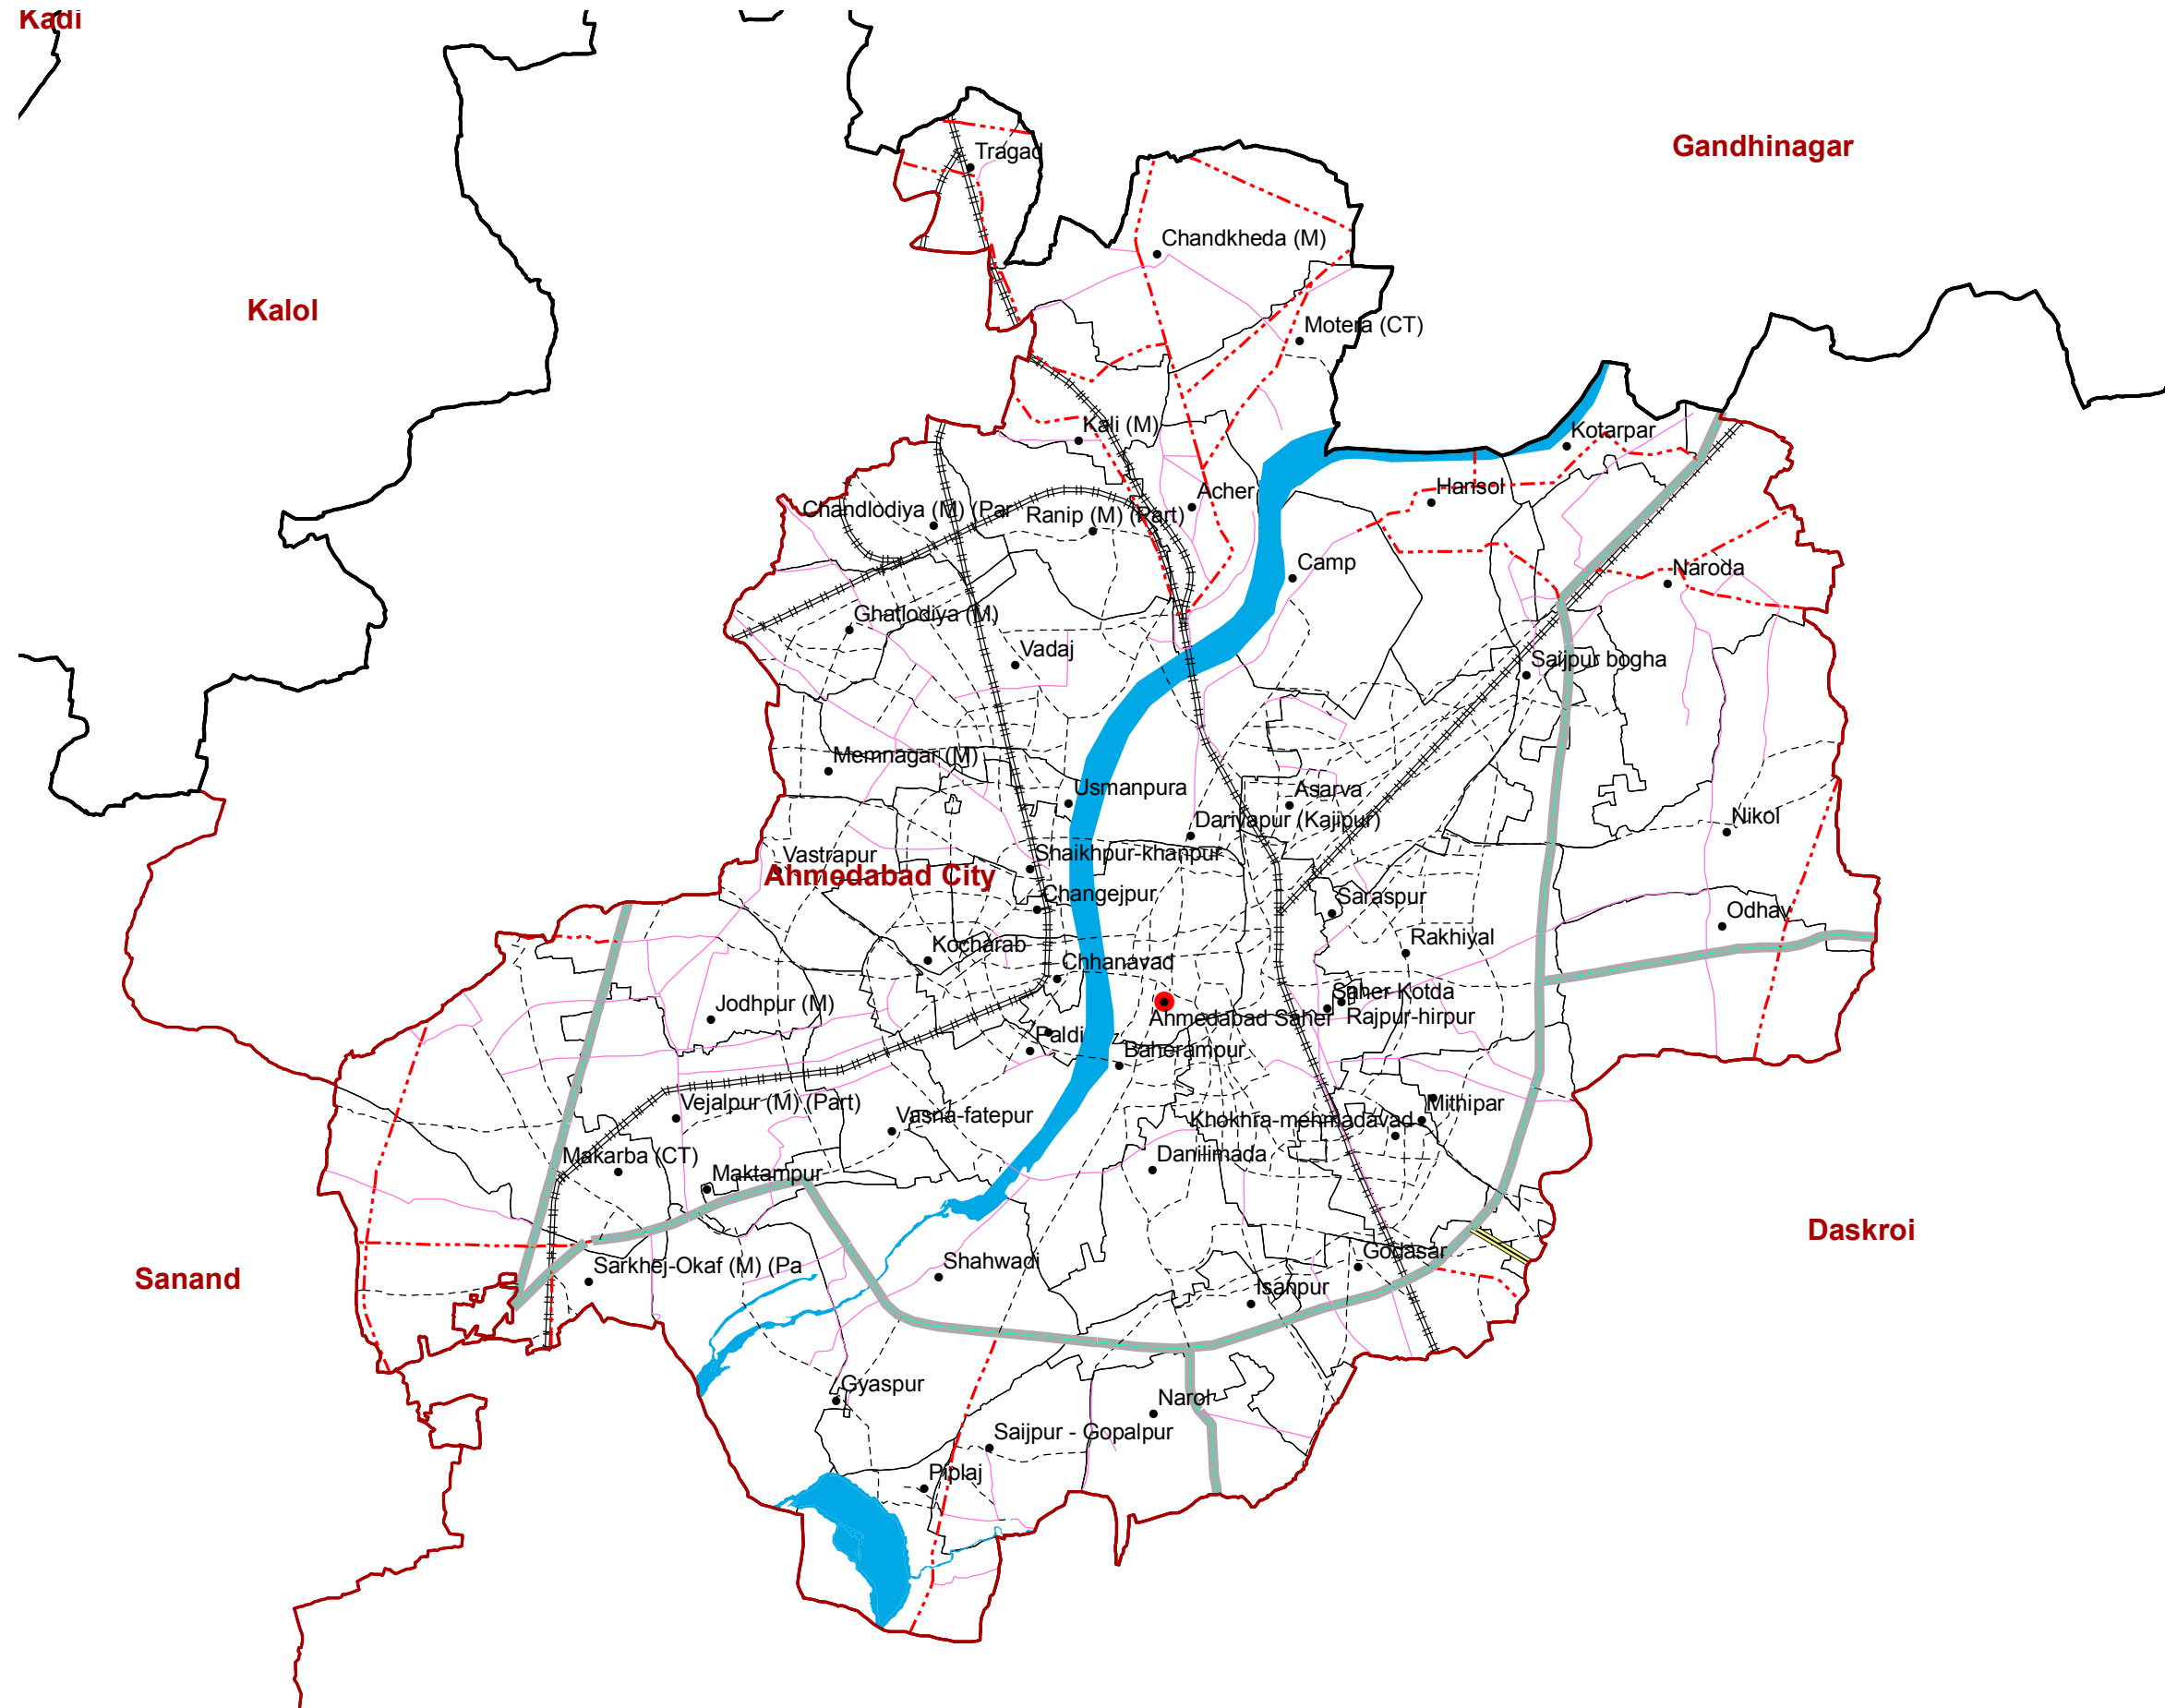 Kadi
Gandhinagar
Tragad
Chandkheda (M)
Kalol
Motera (CT)
Kali (M)
Kotarpar
Hansol
Acher
Chandlodiya (M) (Par
Ranip (M) (Part)
Camp
Naroda
Ghatlodiya (M)
Vadaj
Saijpur bogha
Memnagar (M)
Usmanpura
Asarva
Dariyapur (Kajipur)
Nikol
Vastrapur
Shaikhpur-khanpur
Ahmedabad City
Changejpur
Saraspur
Odhav
Rakhiyal
Kocharab
Chhanavad
Saher Kotda
Jodhpur (M)
Ahmedabad Saher
Rajpur-hirpur
Paldi
Baherampur
Vejalpur (M) (Part)
Vasna-fatepur
Mithipar
Khokhra-mehmadavad
Makarba (CT)
Maktampur
Danilimada
Daskroi
Sanand
Sarkhej-Okaf (M) (Pa
Shahwadi
Godasar
Isanpur
Gyaspur
Narol
Saijpur - Gopalpur
Piplaj